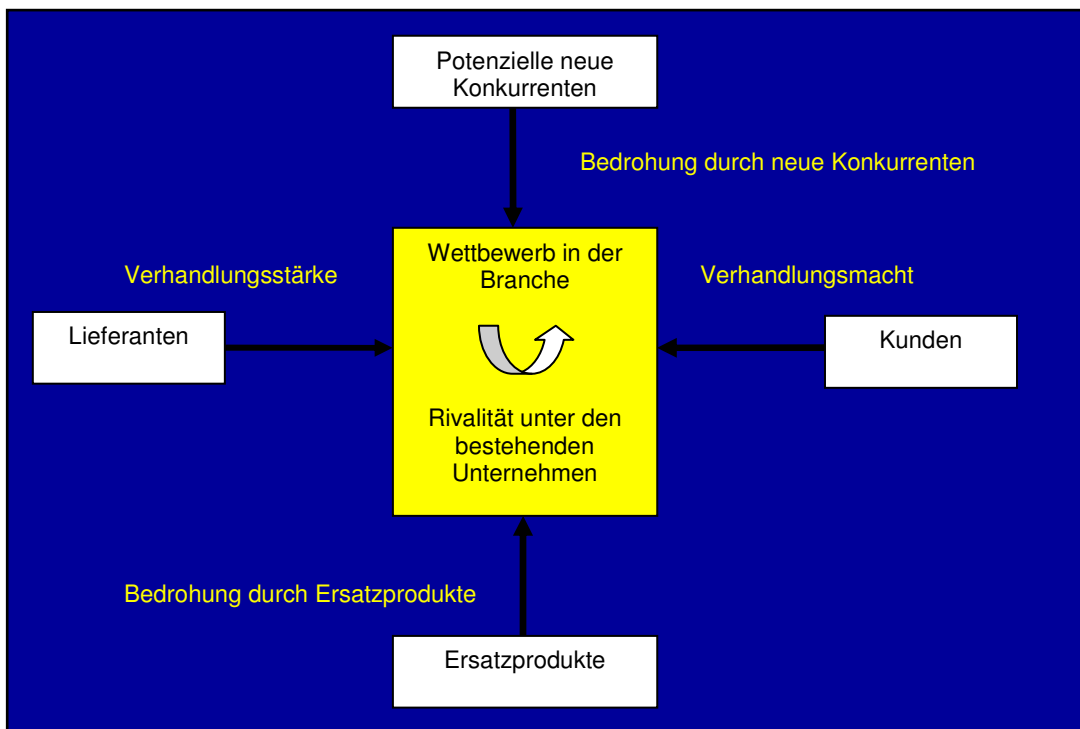 Potenzielle neue
Konkurrenten
Bedrohung durch neue Konkurrenten
Wettbewerb in der
Branche
Verhandlungsstärke
Verhandlungsmacht
Lieferanten
Kunden
Rivalität unter den
bestehenden
Unternehmen
Bedrohung durch Ersatzprodukte
Ersatzprodukte